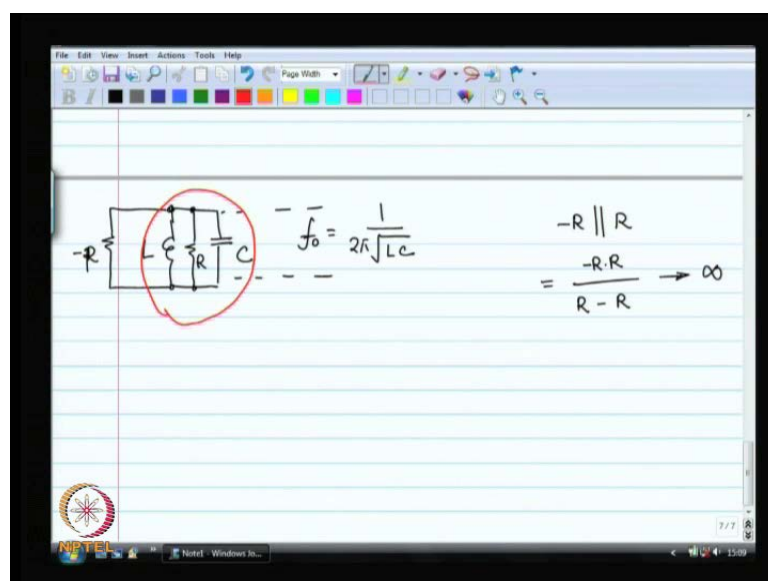 File Edit View Insert Actions Tools Help
Page Width
B I
-R L R C
f₀ = 1 / 2π√LC
-R || R
= -R.R / R - R → ∞
7/7
NPTEL
Note1 - Windows Jo...
15:09